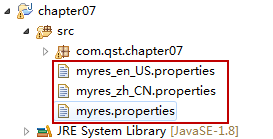 chapter07
src
com.qst.chapter07
myres_en_US.properties
myres_zh_CN.properties
myres.properties
JRE System Library [JavaSE-1.8]